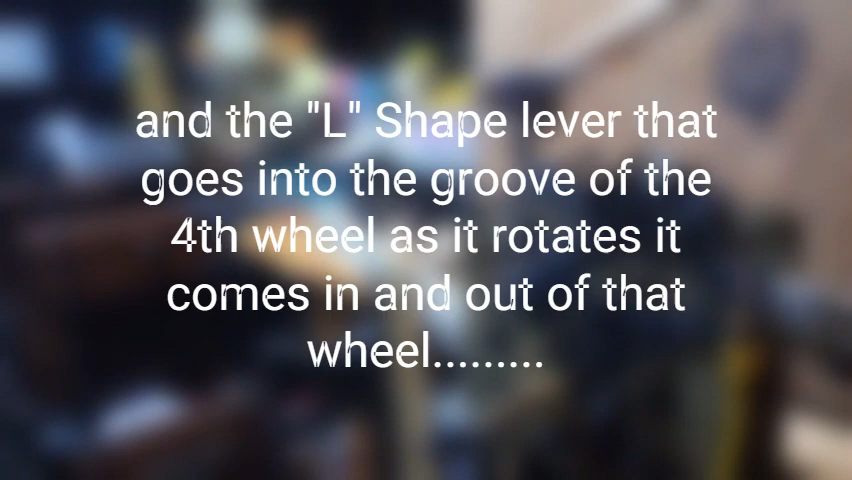 and the "L" Shape lever that
goes into the groove of the
4th wheel as it rotates it
comes in and out of that
wheel.........